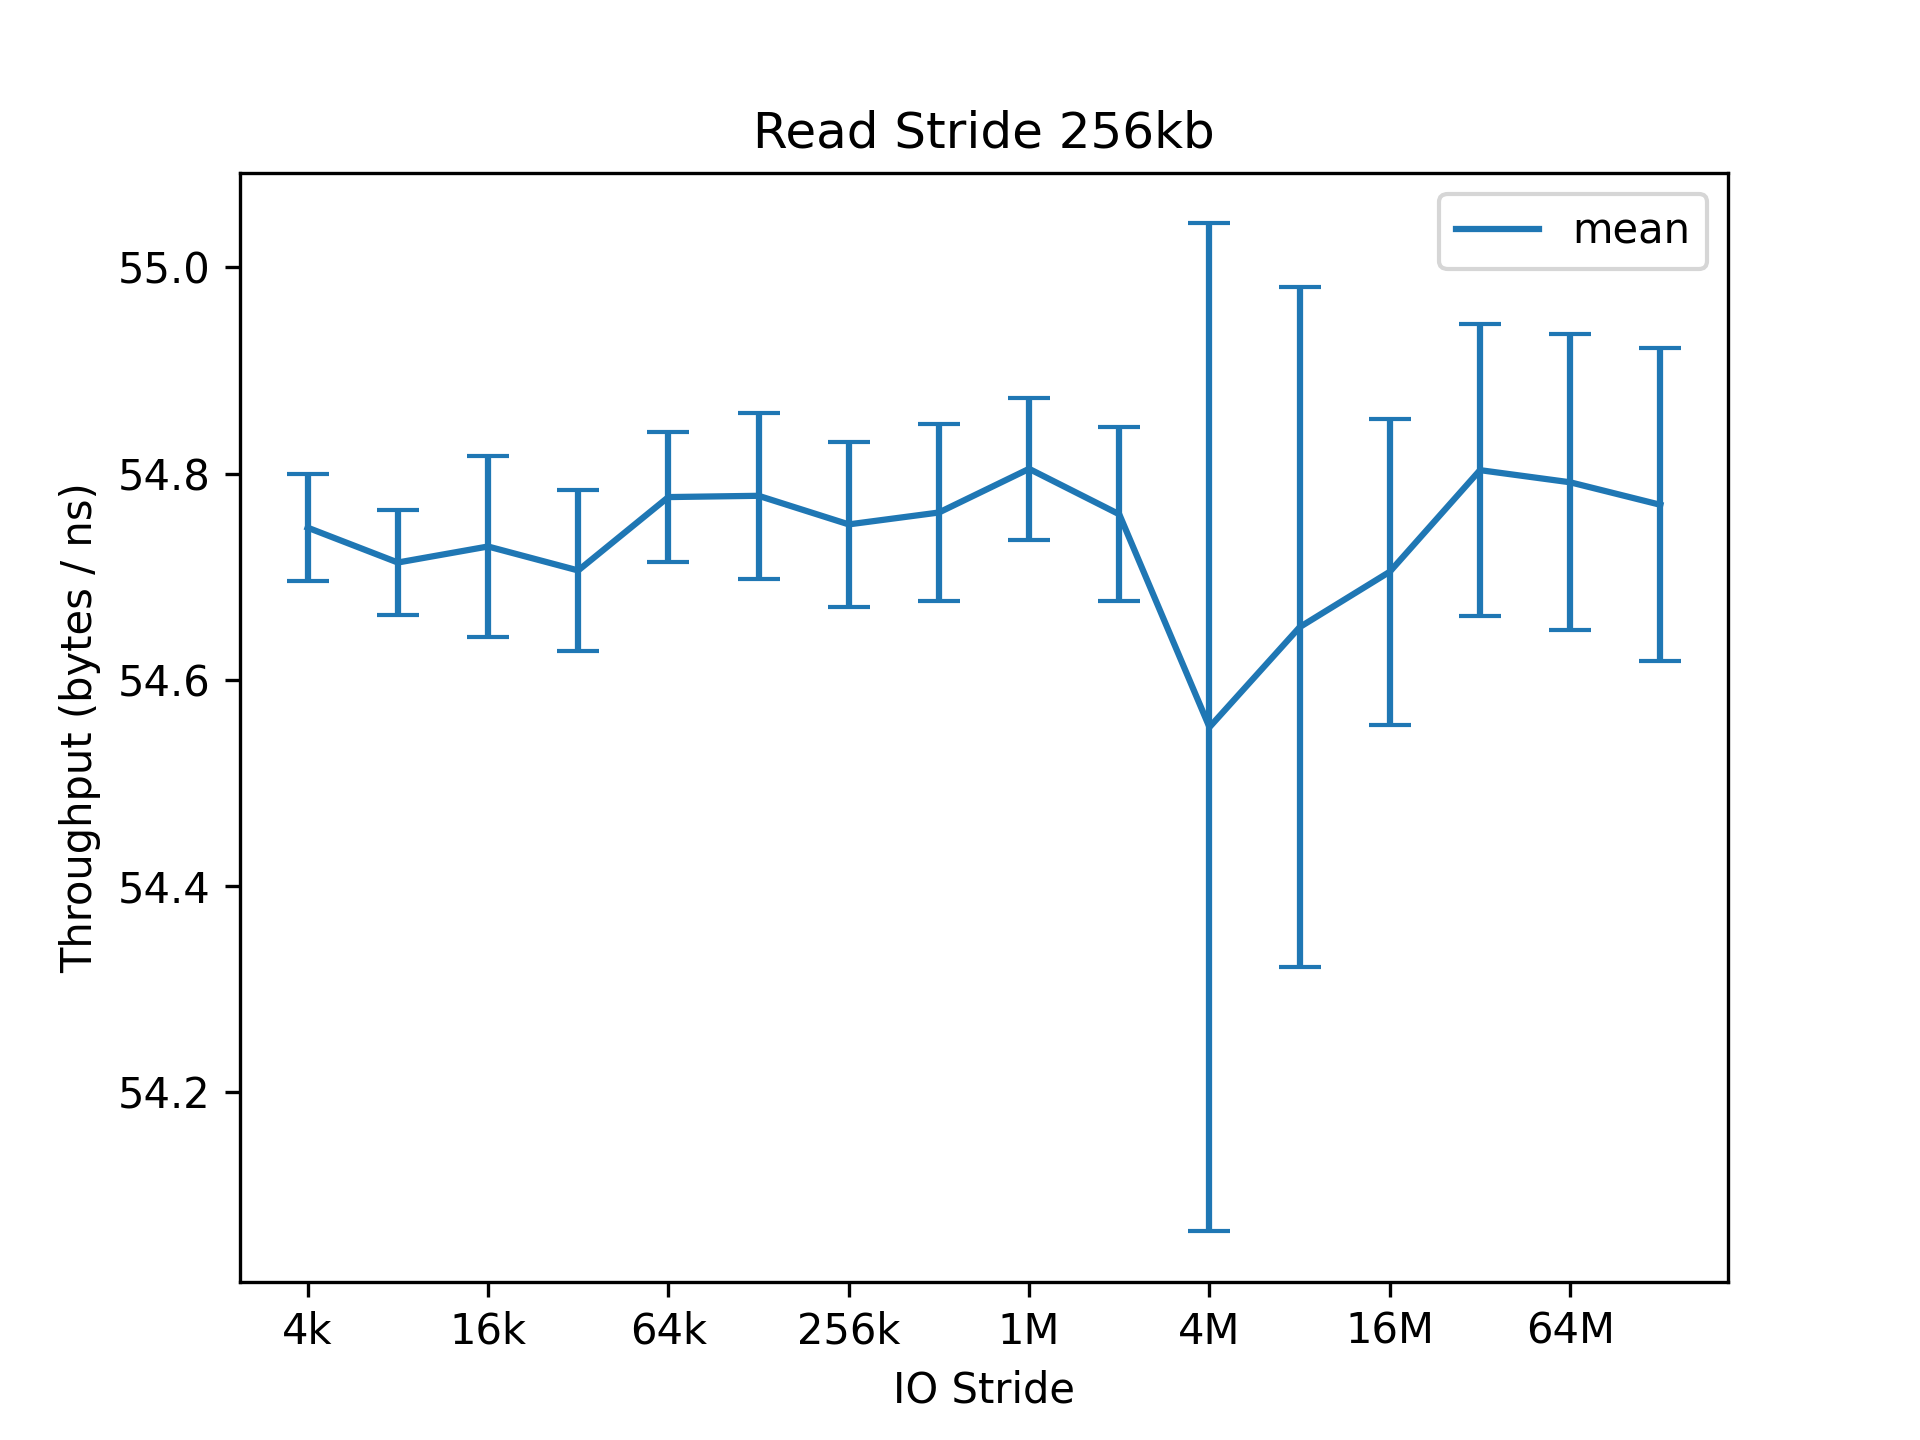 Read Stride 256kb
mean
55.0
54.8
54.6
54.4
54.2
Throughput (bytes / ns)
4k 16k 64k 256k 1M 4M 16M 64M
IO Stride